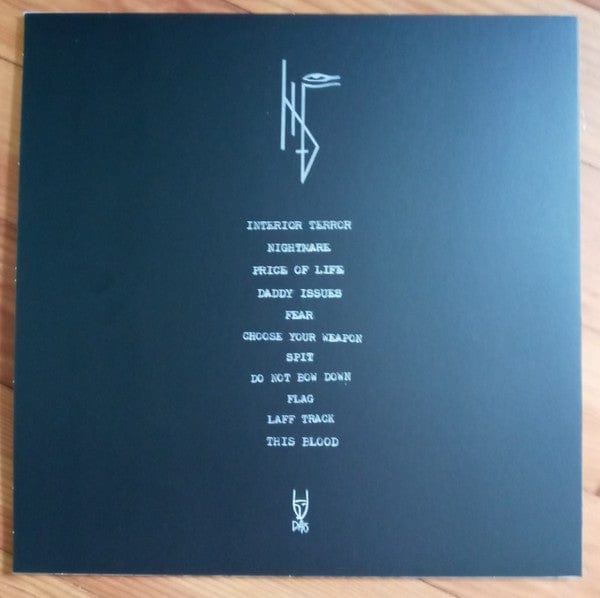 INTERIOR TERROR
NIGHTMARE
PRICE OF LIFE
DADDY ISSUES
FEAR
CHOOSE YOUR WEAPON
SPIT
DO NOT BOW DOWN
FLAG
LAFF TRACK
THIS BLOOD